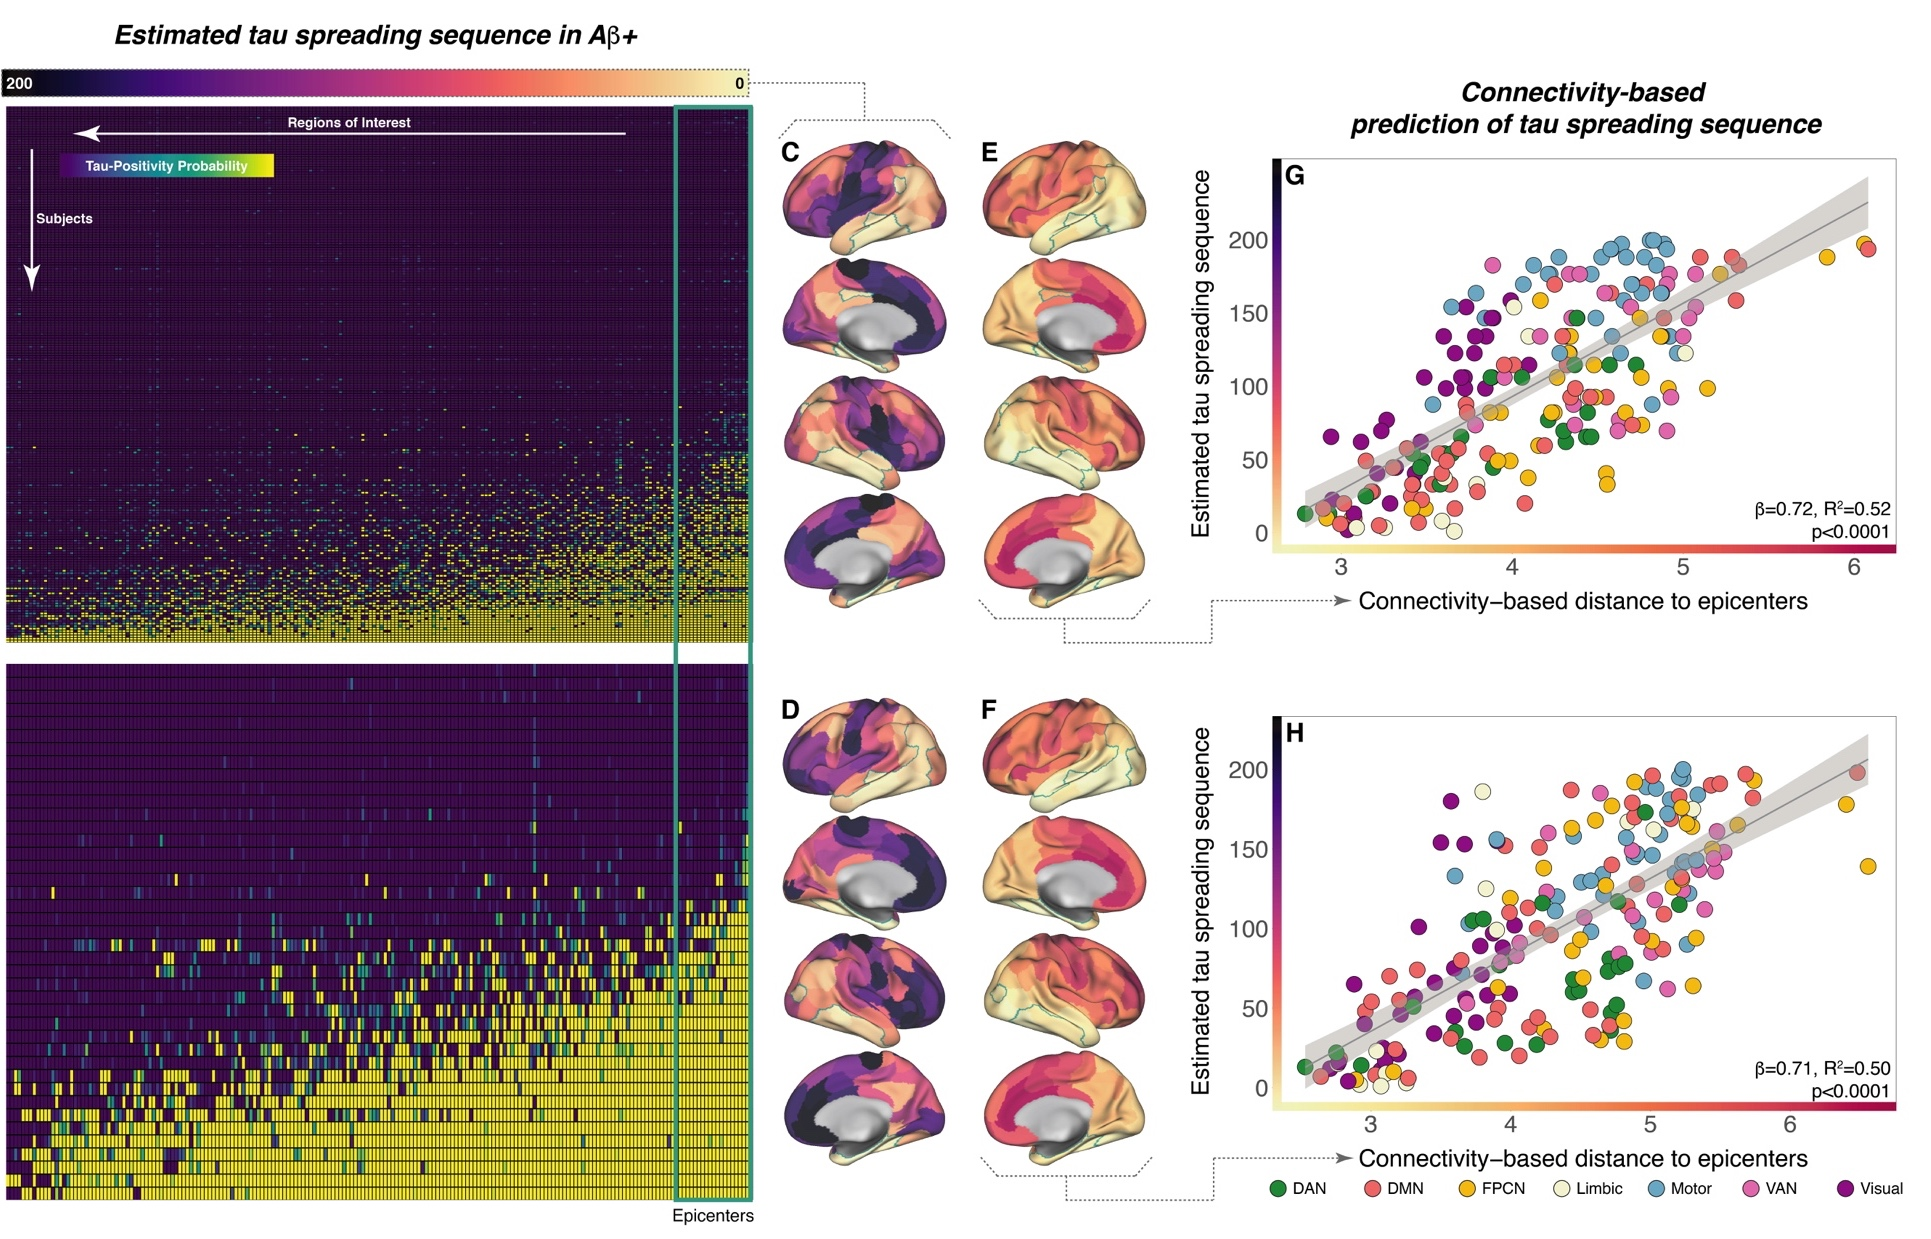 Estimated tau spreading sequence in Aβ+
200
0
Regions of Interest
Tau-Positivity Probability
Subjects
Epicenters
C
E
D
F
Connectivity-based
prediction of tau spreading sequence
G
Estimated tau spreading sequence
200
150
100
50
0
β=0.72, R²=0.52
p<0.0001
3
4
5
6
Connectivity–based distance to epicenters
H
Estimated tau spreading sequence
200
150
100
50
0
β=0.71, R²=0.50
p<0.0001
3
4
5
6
Connectivity–based distance to epicenters
DAN
DMN
FPCN
Limbic
Motor
VAN
Visual